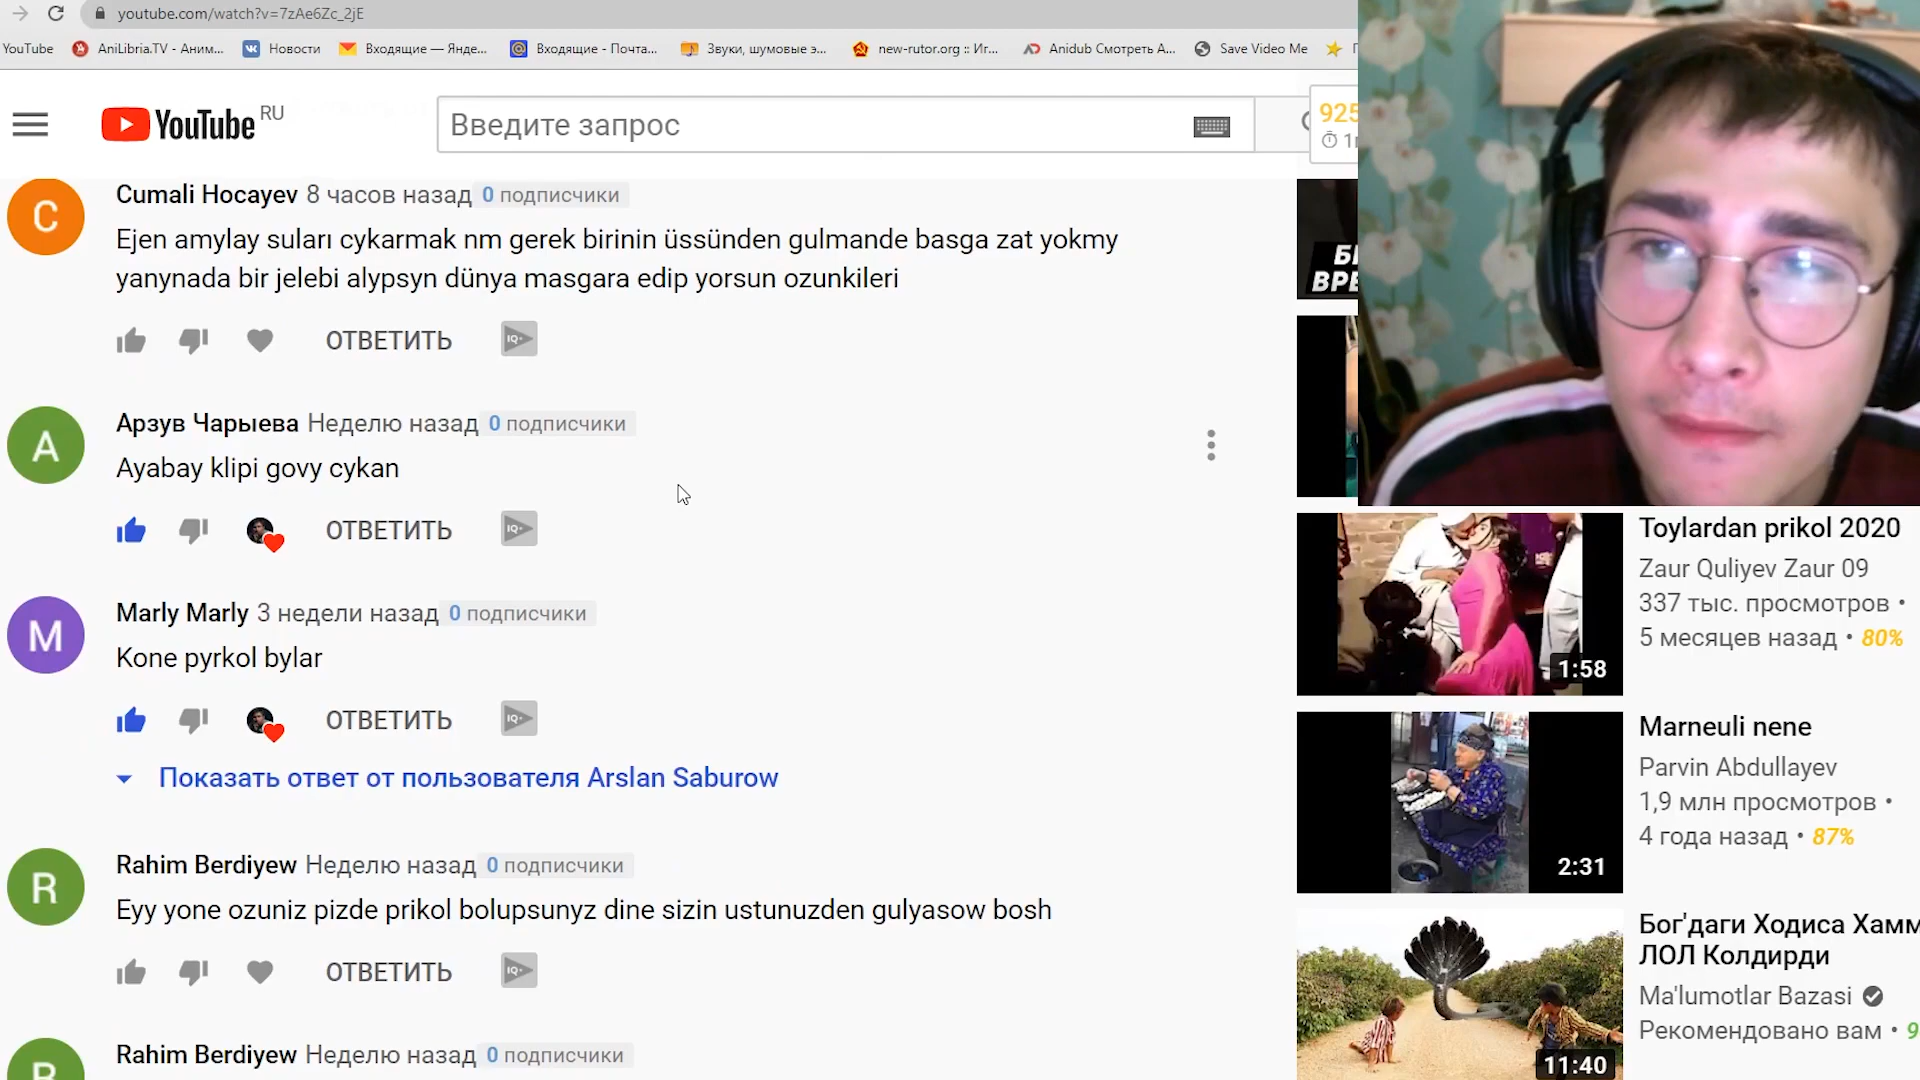 youtube.com/watch?v=7zAe6Zc_2jE
YouTube
AniLibria.TV - Аним...
Новости
Входящие — Янде...
Входящие - Почта...
Звуки, шумовые э...
new-rutor.org :: Иг...
Anidub Смотреть А...
Save Video Me
YouTube RU
Введите запрос
925
Cumali Hocayev 8 часов назад 0 подписчики
Ejen amylay suları cykarmak nm gerek birinin üssünden gulmande basga zat yokmy
yanynada bir jelebi alypsyn dünya masgara edip yorsun ozunkileri
ОТВЕТИТЬ
IQ+
Арзув Чарыева Неделю назад 0 подписчики
Ayabay klipi govy cykan
ОТВЕТИТЬ
IQ+
Marly Marly 3 недели назад 0 подписчики
Kone pyrkol bylar
ОТВЕТИТЬ
IQ+
Показать ответ от пользователя Arslan Saburow
Rahim Berdiyew Неделю назад 0 подписчики
Eyy yone ozuniz pizde prikol bolupsunyz dine sizin ustunuzden gulyasow bosh
ОТВЕТИТЬ
IQ+
Rahim Berdiyew Неделю назад 0 подписчики
C
A
M
R
Toylardan prikol 2020
Zaur Quliyev Zaur 09
337 тыс. просмотров •
5 месяцев назад • 80%
1:58
Marneuli nene
Parvin Abdullayev
1,9 млн просмотров •
4 года назад • 87%
2:31
Бог'даги Ходиса Хамм
ЛОЛ Колдирди
Ma'lumotlar Bazasi
Рекомендовано вам • 9
11:40